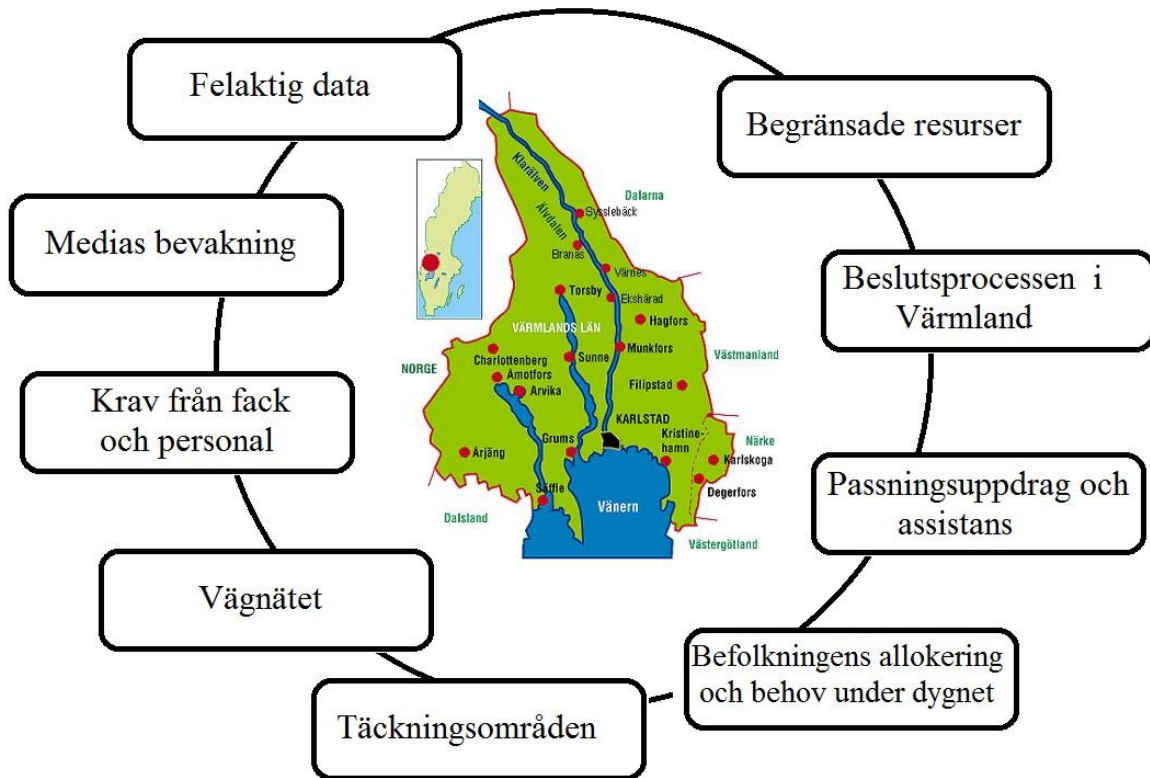 Felaktig data
Begränsade resurser
Medias bevakning
Beslutsprocessen i
Värmland
Krav från fack
och personal
Passningsuppdrag och
assistans
Vägnätet
Befolkningens allokering
och behov under dygnet
Täckningsområden
Klarälven
Älvdalen
Dalarna
Sysslebäck
Branäs
Värnes
Torsby
Ekshärad
VÄRMLANDS LÄN
Hagfors
Charlottenberg
Sunne
Munkfors
Västmanland
NORGE
Åmotfors
Arvika
Filipstad
KARLSTAD
Kristine-
hamn
Närke
Årjäng
Grums
Karlskoga
Säffle
Degerfors
Dalsland
Vänern
Västergötland